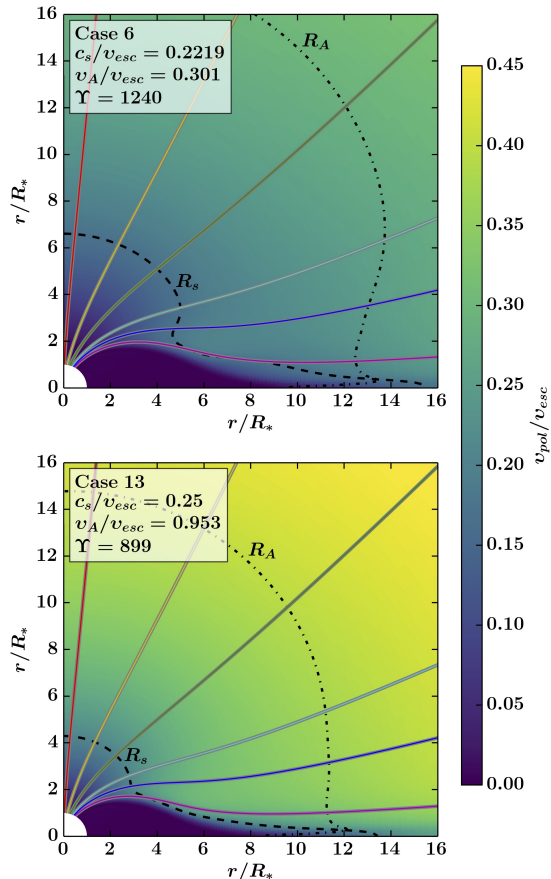 16
14
12
10
8
6
4
2
0
r/R*
Case 6
c_s/v_esc = 0.2219
v_A/v_esc = 0.301
Υ = 1240
R_A
R_s
0 2 4 6 8 10 12 14 16
r/R*
16
14
12
10
8
6
4
2
0
r/R*
Case 13
c_s/v_esc = 0.25
v_A/v_esc = 0.953
Υ = 899
R_A
R_s
0 2 4 6 8 10 12 14 16
r/R*
0.45
0.40
0.35
0.30
0.25
0.20
0.15
0.10
0.05
0.00
v_pol/v_esc